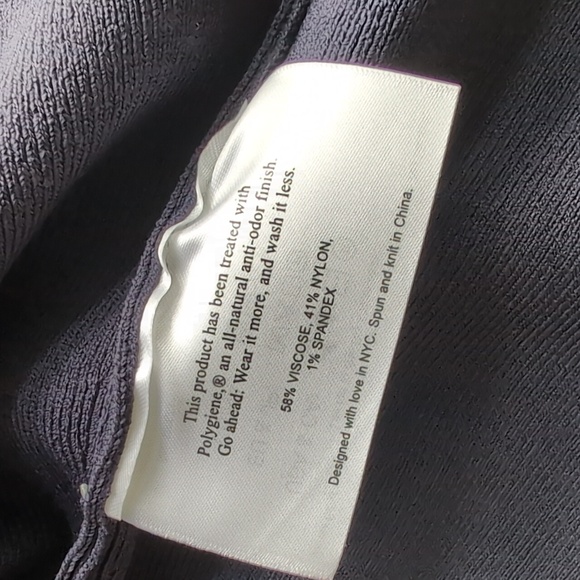 This product has been treated with
Polygiene,® an all-natural anti-odor finish.
Go ahead: Wear it more, and wash it less.
58% VISCOSE, 41% NYLON,
1% SPANDEX
Designed with love in NYC. Spun and knit in China.